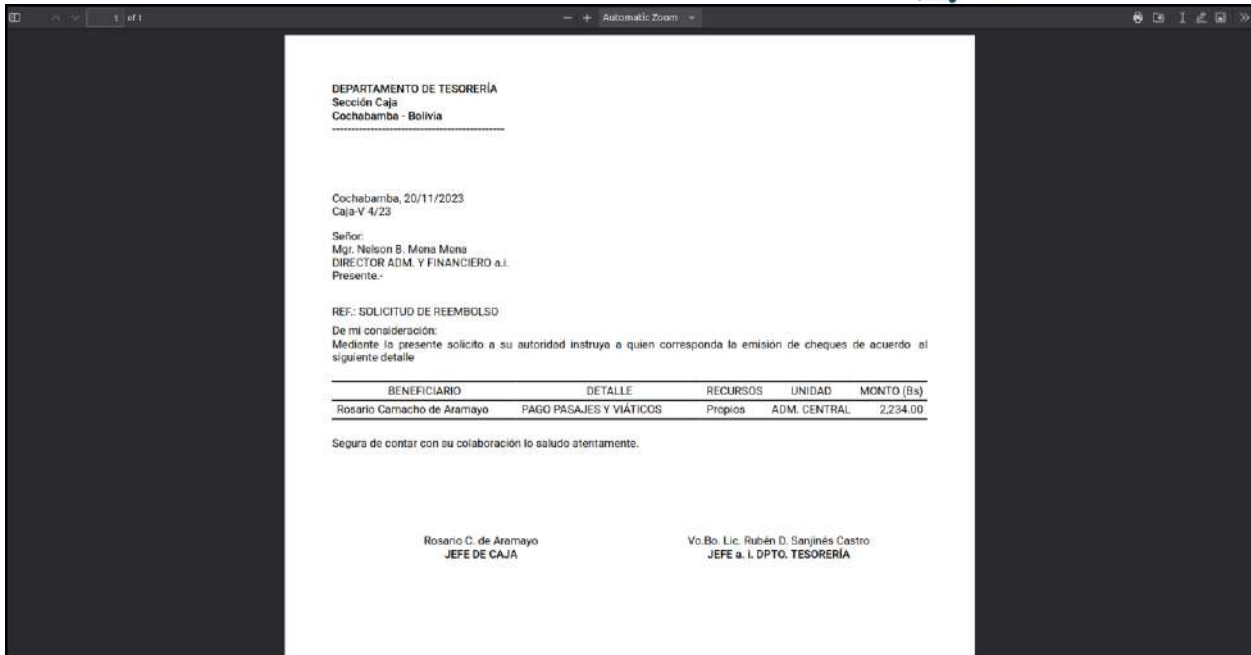 1 of 1
Automatic Zoom
DEPARTAMENTO DE TESORERÍA
Sección Caja
Cochabamba - Bolivia
----------------------------------------------
Cochabamba, 20/11/2023
Caja-V 4/23
Señor:
Mgr. Nelson B. Mena Mena
DIRECTOR ADM. Y FINANCIERO a.i.
Presente.-
REF.: SOLICITUD DE REEMBOLSO
De mi consideración:
Mediante la presente solicito a su autoridad instruya a quien corresponda la emisión de cheques de acuerdo al
siguiente detalle
BENEFICIARIO DETALLE RECURSOS UNIDAD MONTO (Bs)
Rosario Camacho de Aramayo PAGO PASAJES Y VIÁTICOS Propios ADM. CENTRAL 2,234.00
Segura de contar con su colaboración lo saludo atentamente.
Rosario C. de Aramayo Vo.Bo. Lic. Rubén D. Sanjinés Castro
JEFE DE CAJA JEFE a. i. DPTO. TESORERÍA